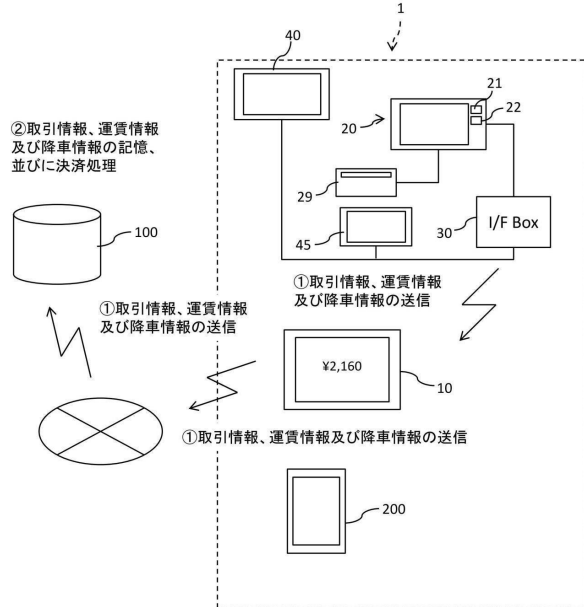 1
40
21
22
20
②取引情報、運賃情報
及び降車情報の記憶、
並びに決済処理
29
100
45
30
I/F Box
①取引情報、運賃情報
及び降車情報の送信
①取引情報、運賃情報
及び降車情報の送信
¥2,160
10
①取引情報、運賃情報及び降車情報の送信
200